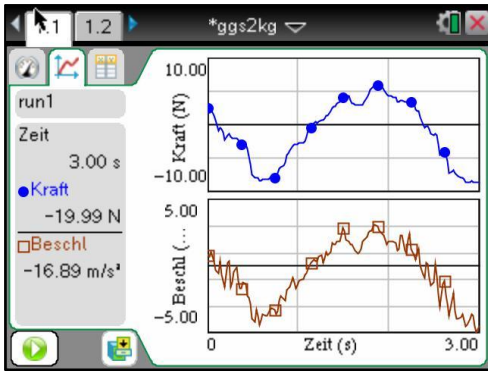 1.1 1.2 *ggs2kg
run1
Zeit
3.00 s
Kraft
-19.99 N
Beschl
-16.89 m/s²
10.00
Kraft (N)
-10.00
5.00
Beschl (...
-5.00
0 Zeit (s) 3.00